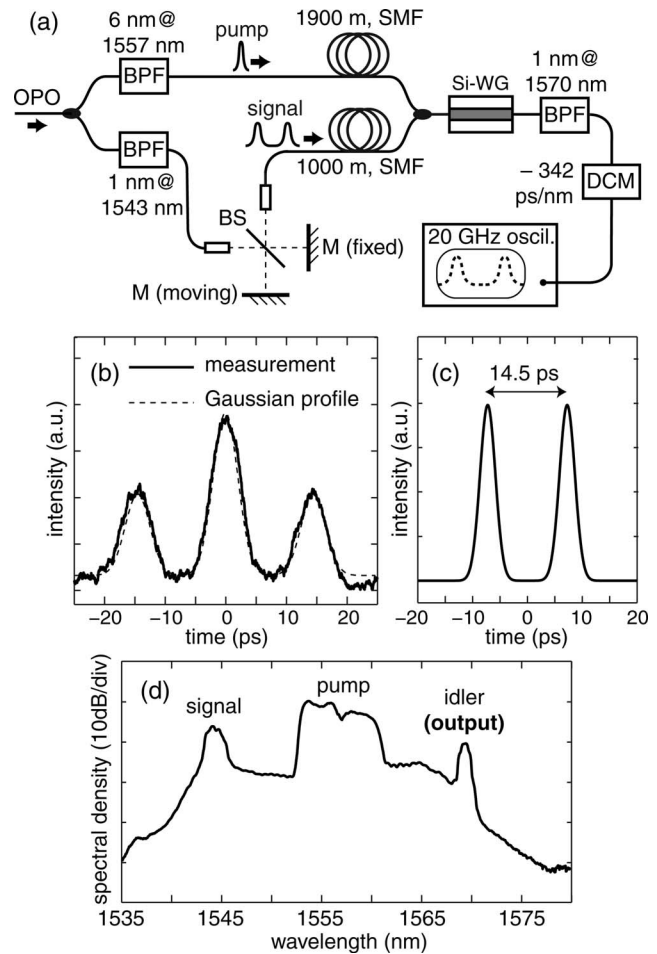 (a)
6 nm@
1557 nm
BPF
pump
1900 m, SMF
OPO
BPF
1 nm@
1543 nm
signal
1000 m, SMF
Si-WG
1 nm@
1570 nm
BPF
− 342
ps/nm
DCM
BS
M (fixed)
M (moving)
20 GHz oscil.
(b)
measurement
Gaussian profile
intensity (a.u.)
−20 −10 0 10 20
time (ps)
(c)
14.5 ps
intensity (a.u.)
−20 −10 0 10 20
time (ps)
(d)
signal
pump
idler
(output)
spectral density (10dB/div)
1535 1545 1555 1565 1575
wavelength (nm)